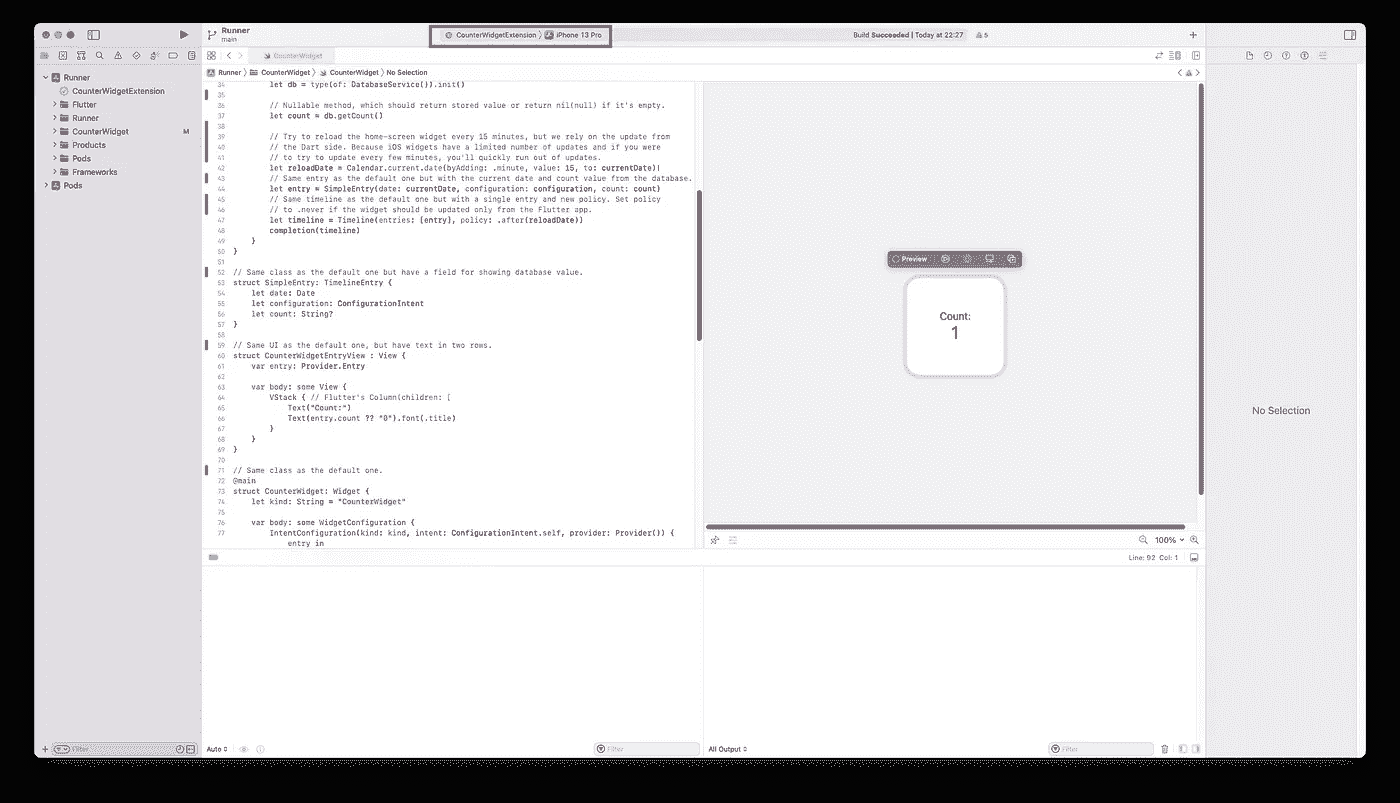 Runner
main
CounterWidgetExtension 〉 iPhone 13 Pro
Build Succeeded | Today at 22:27
5
CounterWidget
Runner 〉 CounterWidget 〉 CounterWidget 〉 No Selection
Runner
CounterWidgetExtension
Flutter
Runner
CounterWidget M
Products
Pods
Frameworks
Pods
34 let db = type(of: DatabaseService()).init()
35
36 // Nullable method, which should return stored value or return nil(null) if it's empty.
37 let count = db.getCount()
38
39 // Try to reload the home-screen widget every 15 minutes, but we rely on the update from
40 // the Dart side. Because iOS widgets have a limited number of updates and if you were
41 // to try to update every few minutes, you'll quickly run out of updates.
42 let reloadDate = Calendar.current.date(byAdding: .minute, value: 15, to: currentDate)!
43 // Same entry as the default one but with the current date and count value from the database.
44 let entry = SimpleEntry(date: currentDate, configuration: configuration, count: count)
45 // Same timeline as the default one but with a single entry and new policy. Set policy
46 // to .never if the widget should be updated only from the Flutter app.
47 let timeline = Timeline(entries: [entry], policy: .after(reloadDate))
48 completion(timeline)
49 }
50 }
51
52 // Same class as the default one but have a field for showing database value.
53 struct SimpleEntry: TimelineEntry {
54 let date: Date
55 let configuration: ConfigurationIntent
56 let count: String?
57 }
58
59 // Same UI as the default one, but have text in two rows.
60 struct CounterWidgetEntryView : View {
61 var entry: Provider.Entry
62
63 var body: some View {
64 VStack { // Flutter's Column(children: [
65 Text("Count:")
66 Text(entry.count ?? "0").font(.title)
67 }
68 }
69 }
70
71 // Same class as the default one.
72 @main
73 struct CounterWidget: Widget {
74 let kind: String = "CounterWidget"
75
76 var body: some WidgetConfiguration {
77 IntentConfiguration(kind: kind, intent: ConfigurationIntent.self, provider: Provider()) {
entry in
Preview
Count:
1
100%
No Selection
Line: 92 Col: 1
Filter
Auto
Filter
All Output
Filter